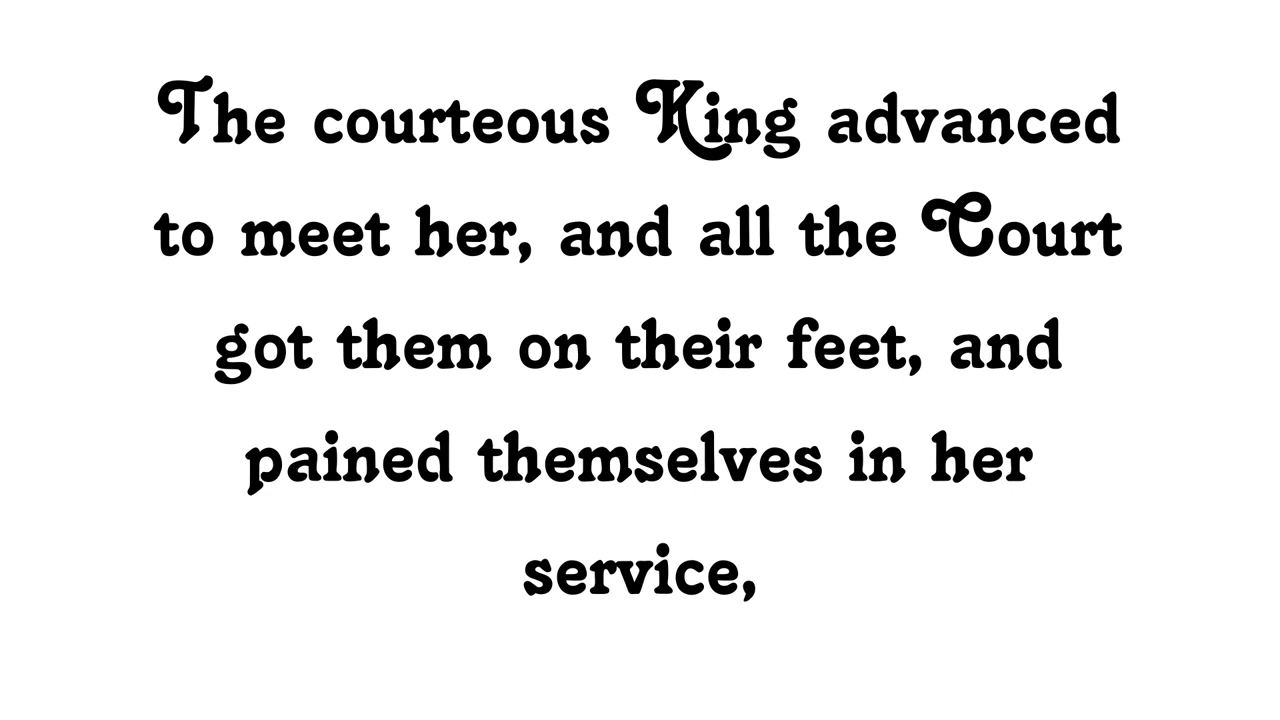 The courteous King advanced
to meet her, and all the Court
got them on their feet, and
pained themselves in her
service,